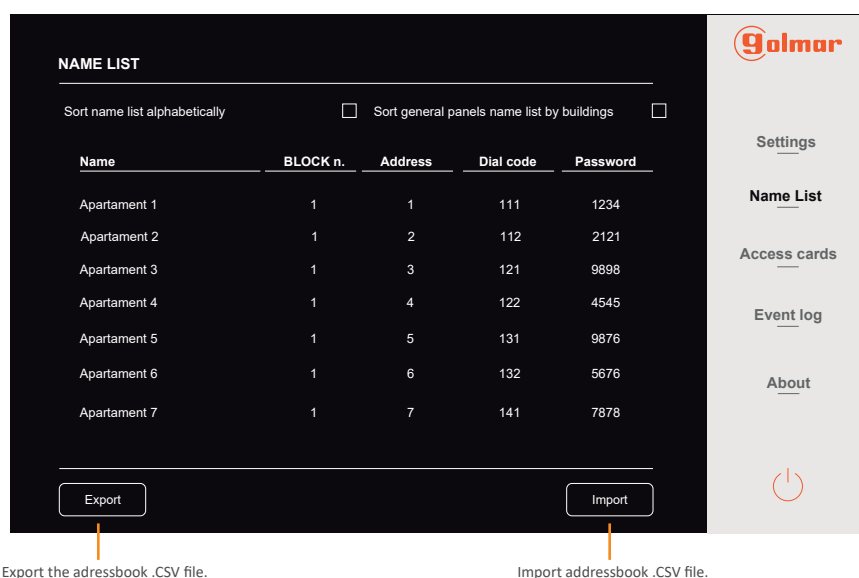 golmar
NAME LIST
Sort name list alphabetically Sort general panels name list by buildings
Name BLOCK n. Address Dial code Password
Apartament 1 1 1 111 1234
Apartament 2 1 2 112 2121
Apartament 3 1 3 121 9898
Apartament 4 1 4 122 4545
Apartament 5 1 5 131 9876
Apartament 6 1 6 132 5676
Apartament 7 1 7 141 7878
Export Import
Settings
Name List
Access cards
Event log
About
Export the adressbook .CSV file. Import addressbook .CSV file.